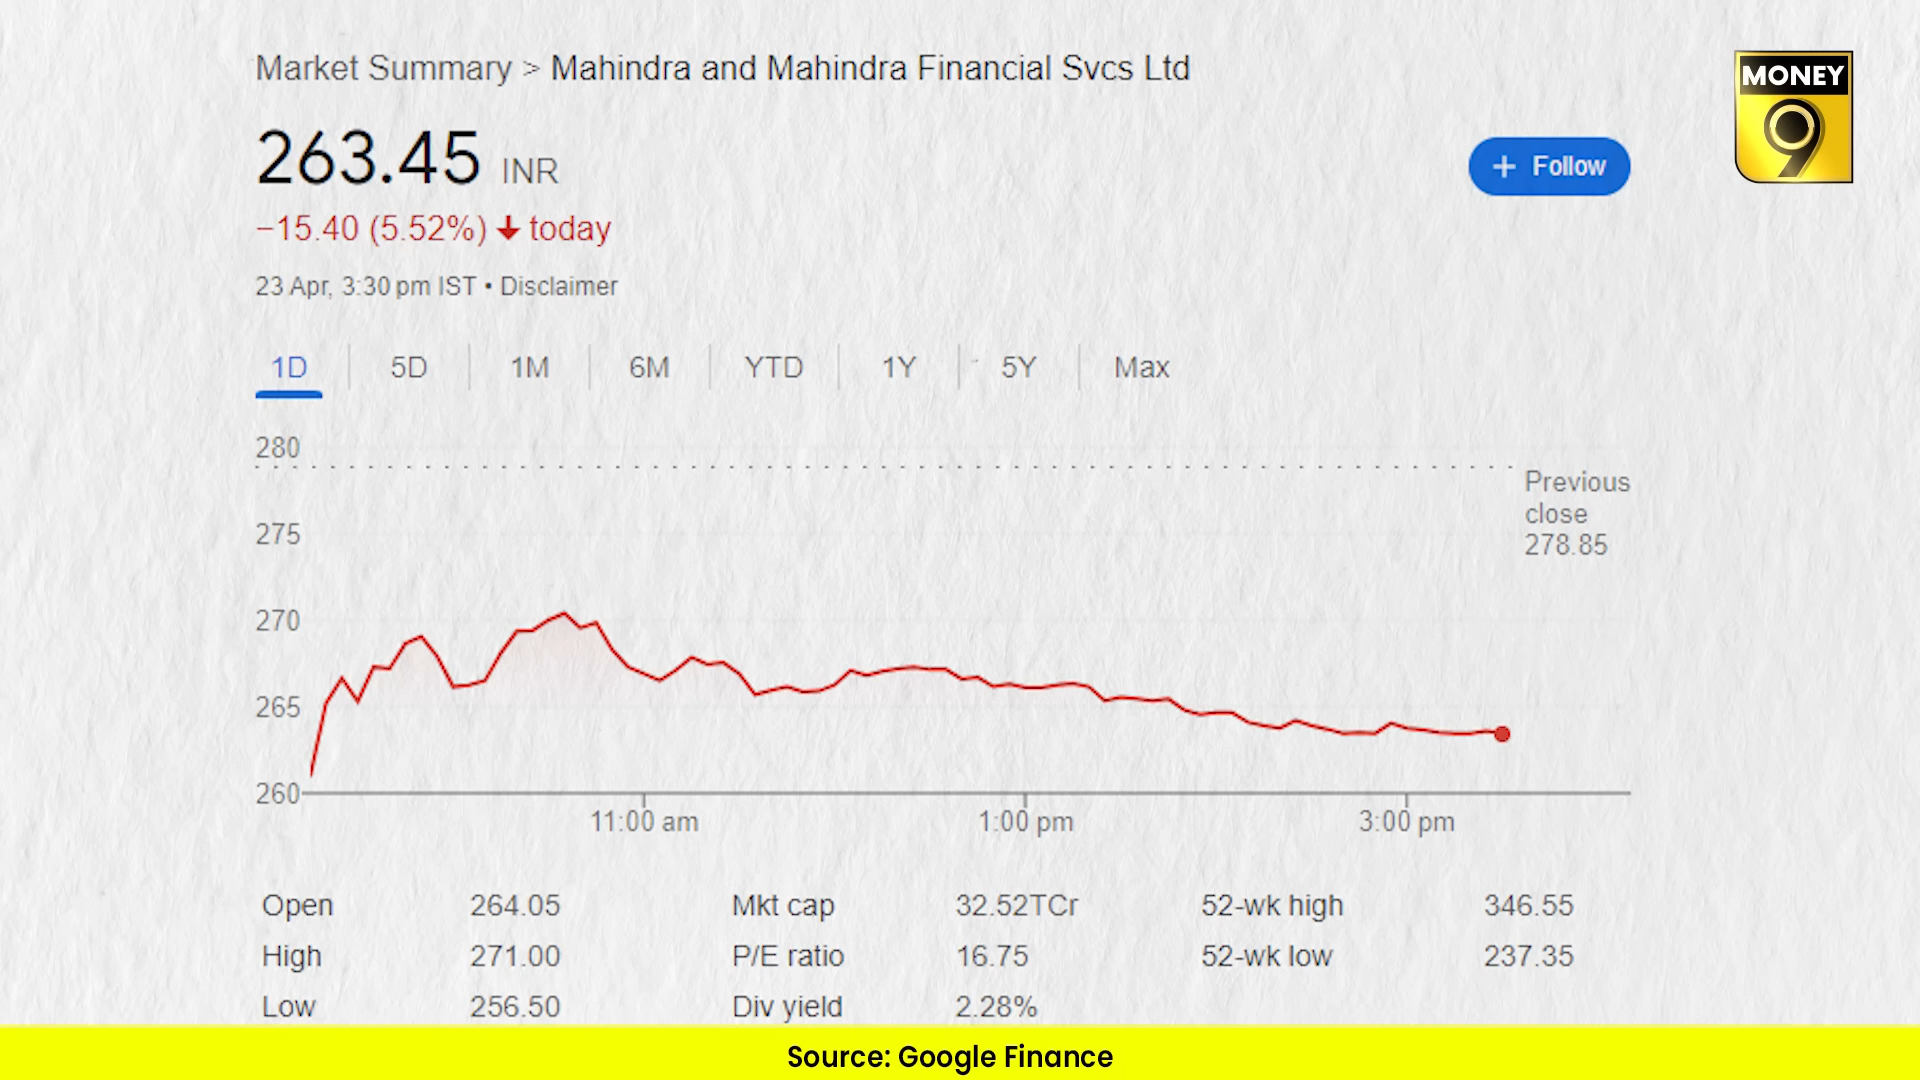 Market Summary > Mahindra and Mahindra Financial Svcs Ltd
MONEY
9
263.45 INR
+ Follow
−15.40 (5.52%) ↓ today
23 Apr, 3:30 pm IST • Disclaimer
1D 5D 1M 6M YTD 1Y 5Y Max
280
Previous
close
278.85
275
270
265
260
11:00 am 1:00 pm 3:00 pm
Open 264.05 Mkt cap 32.52TCr 52-wk high 346.55
High 271.00 P/E ratio 16.75 52-wk low 237.35
Low 256.50 Div yield 2.28%
Source: Google Finance